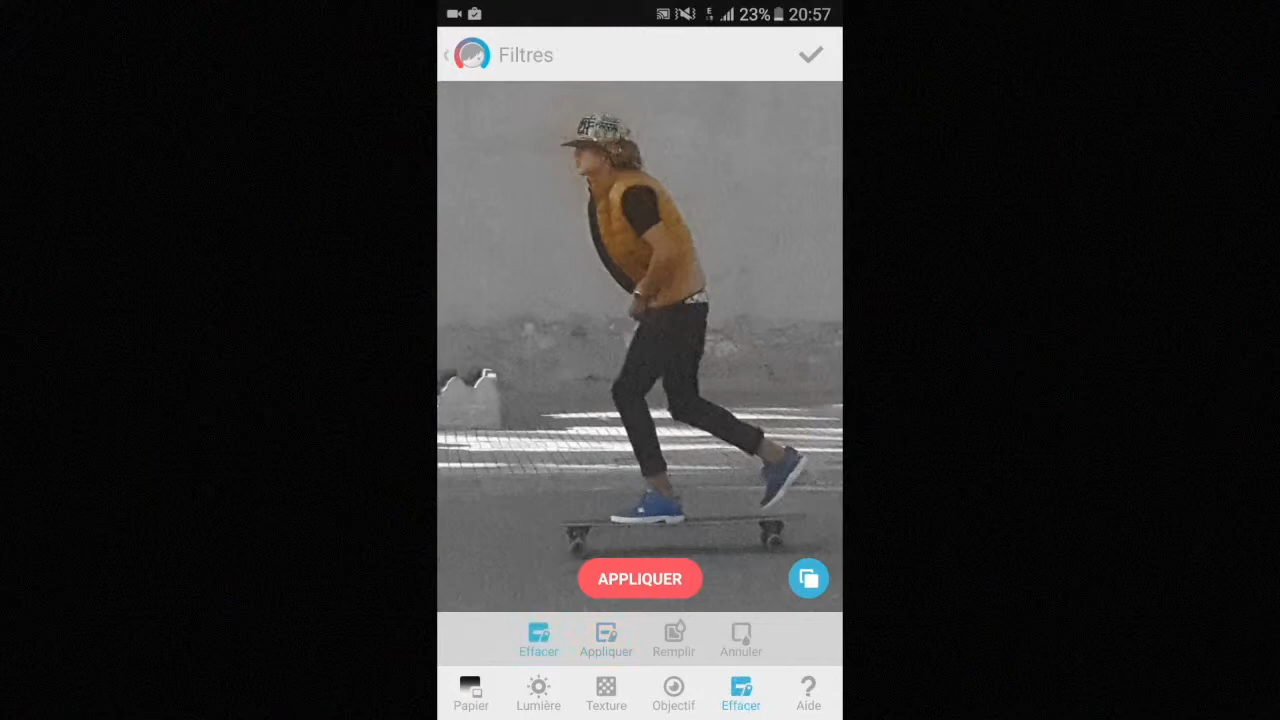 23% 20:57
Filtres
APPLIQUER
Effacer Appliquer Remplir Annuler
Papier Lumière Texture Objectif Effacer Aide